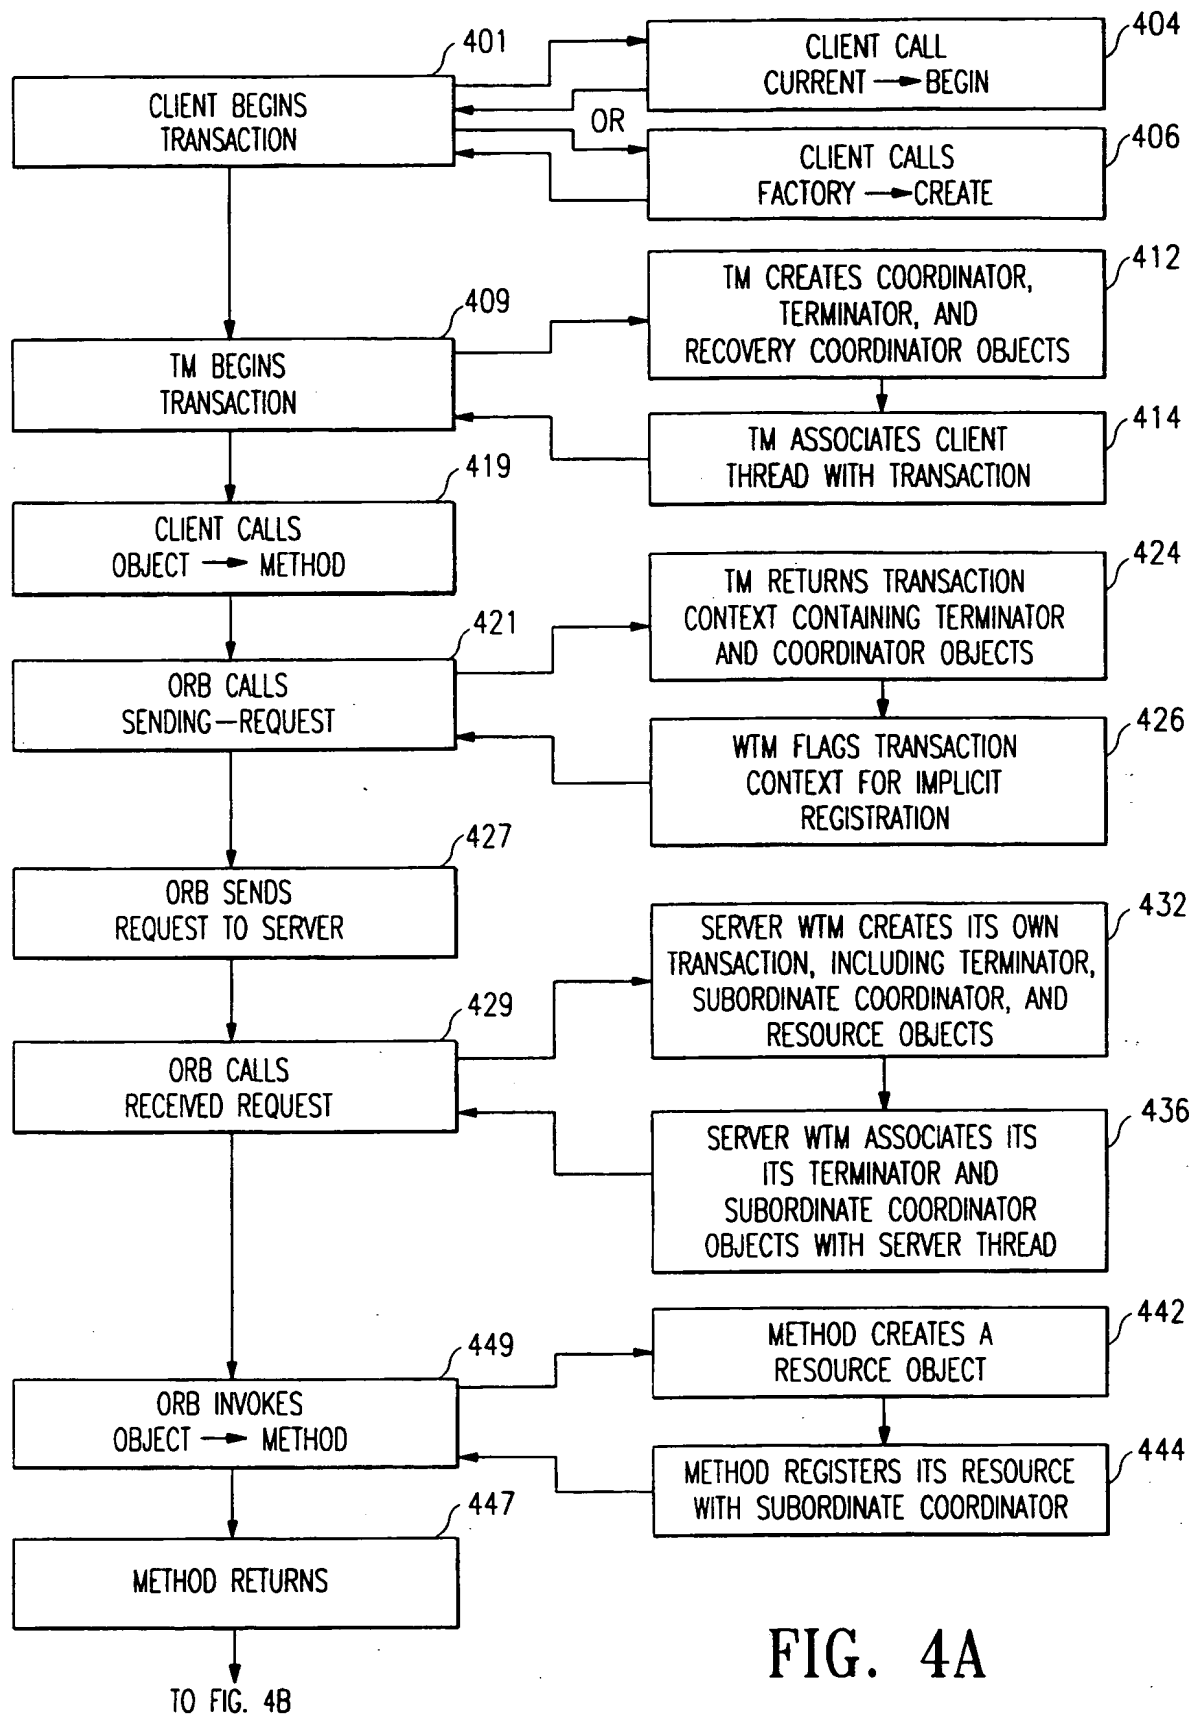 401
CLIENT BEGINS
TRANSACTION
404
CLIENT CALL
CURRENT → BEGIN
OR
406
CLIENT CALLS
FACTORY → CREATE
409
TM BEGINS
TRANSACTION
412
TM CREATES COORDINATOR,
TERMINATOR, AND
RECOVERY COORDINATOR OBJECTS
414
TM ASSOCIATES CLIENT
THREAD WITH TRANSACTION
419
CLIENT CALLS
OBJECT → METHOD
421
ORB CALLS
SENDING—REQUEST
424
TM RETURNS TRANSACTION
CONTEXT CONTAINING TERMINATOR
AND COORDINATOR OBJECTS
426
WTM FLAGS TRANSACTION
CONTEXT FOR IMPLICIT
REGISTRATION
427
ORB SENDS
REQUEST TO SERVER
429
ORB CALLS
RECEIVED REQUEST
432
SERVER WTM CREATES ITS OWN
TRANSACTION, INCLUDING TERMINATOR,
SUBORDINATE COORDINATOR, AND
RESOURCE OBJECTS
436
SERVER WTM ASSOCIATES ITS
ITS TERMINATOR AND
SUBORDINATE COORDINATOR
OBJECTS WITH SERVER THREAD
449
ORB INVOKES
OBJECT → METHOD
442
METHOD CREATES A
RESOURCE OBJECT
444
METHOD REGISTERS ITS RESOURCE
WITH SUBORDINATE COORDINATOR
447
METHOD RETURNS
TO FIG. 4B
FIG. 4A